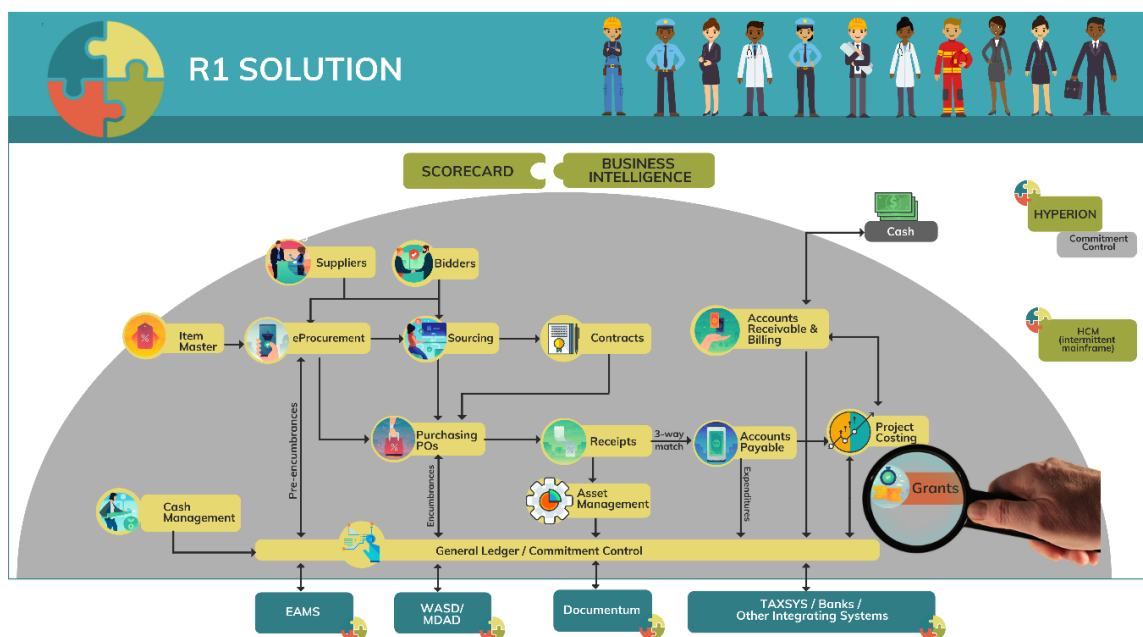 R1 SOLUTION
SCORECARD
BUSINESS
INTELLIGENCE
Cash
HYPERION
Commitment
Control
Suppliers
Bidders
Item
Master
eProcurement
Sourcing
Contracts
Accounts
Receivable &
Billing
HCM
(intermittent
mainframe)
Pre-encumbrances
Purchasing
POs
Receipts
3-way
match
Accounts
Payable
Project
Costing
Encumbrances
Expenditures
Grants
Cash
Management
Asset
Management
General Ledger / Commitment Control
EAMS
WASD/
MDAD
Documentum
TAXSYS / Banks /
Other Integrating Systems